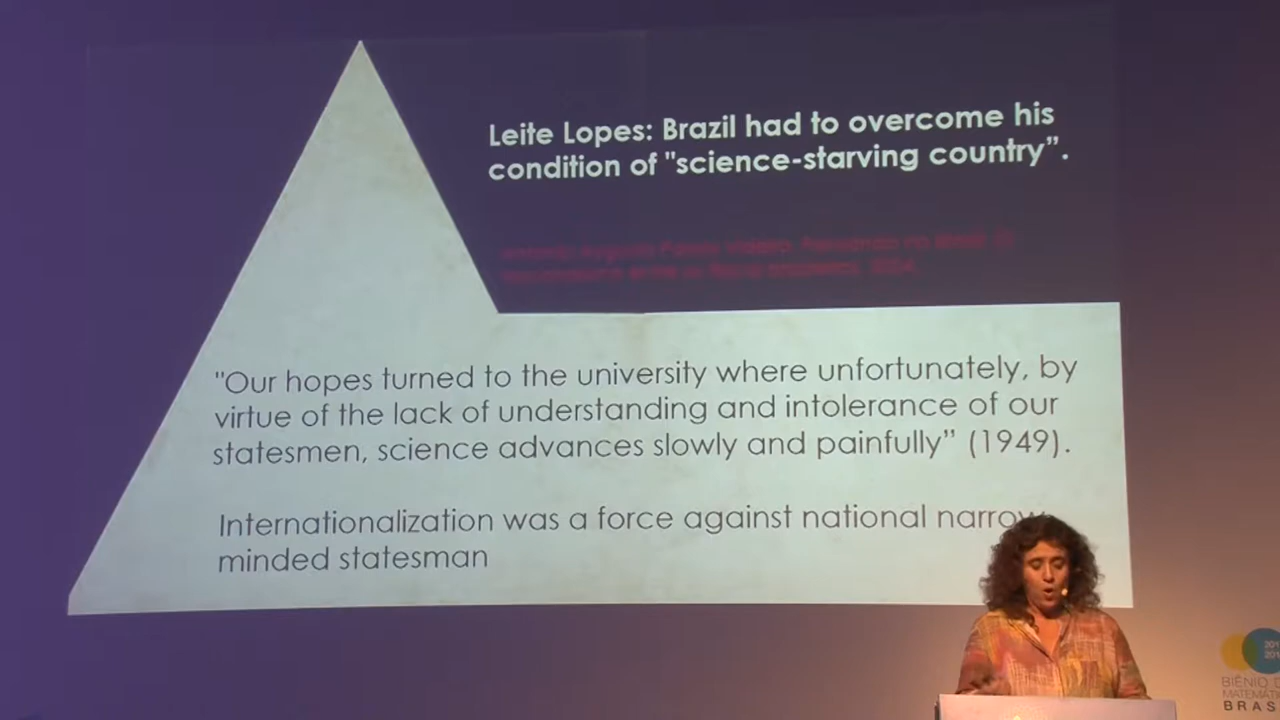 Leite Lopes: Brazil had to overcome his
condition of "science-starving country”.
"Our hopes turned to the university where unfortunately, by
virtue of the lack of understanding and intolerance of our
statesmen, science advances slowly and painfully” (1949).
Internationalization was a force against national narrow
minded statesman
BIÊNIO
BRAS